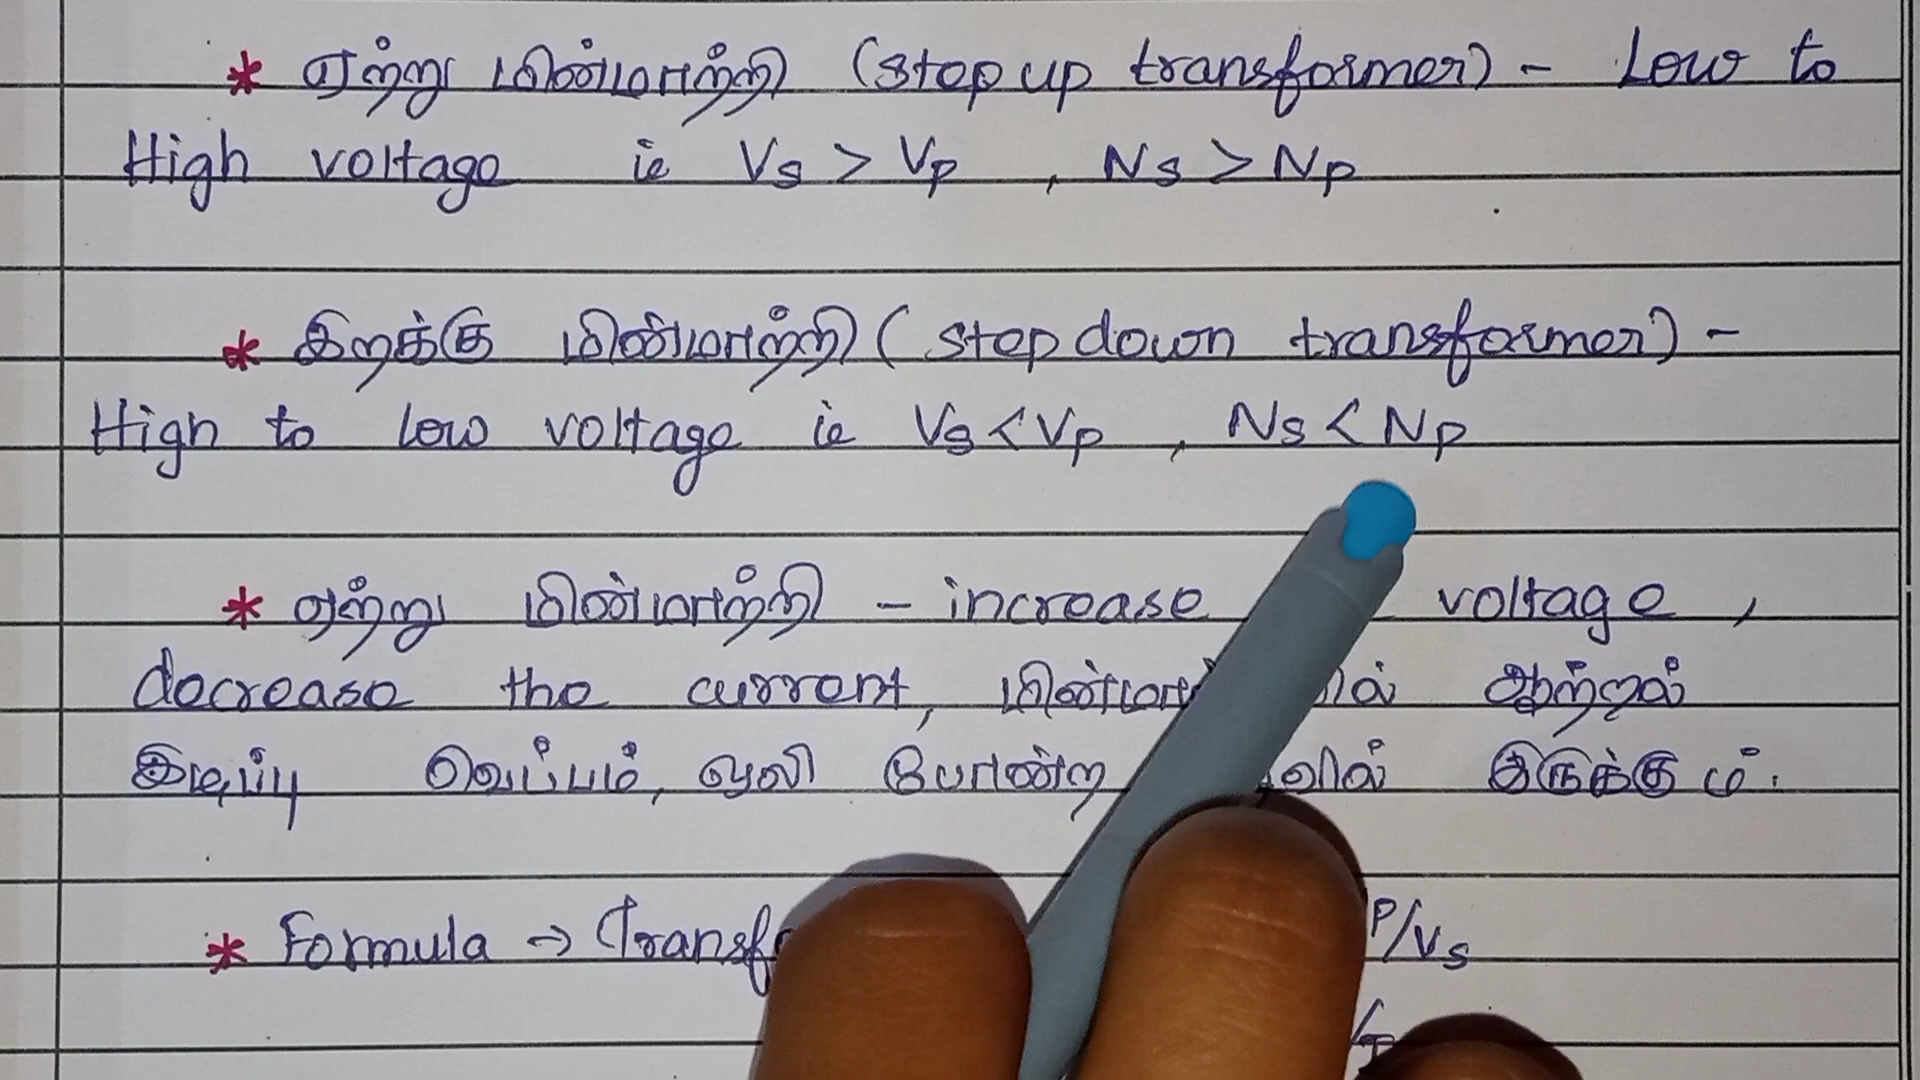 * ஏற்று மின்மாற்றி (step up transformer) - Low to
High voltage ie Vs > Vp , Ns > Np
* இறக்கு மின்மாற்றி ( step down transformer) -
High to low voltage ie Vs < Vp , Ns < Np
* ஏற்று மின்மாற்றி - increase voltage ,
decrease the current, ஆற்றல்
இழப்பு வெப்பம், ஒலி போன்ற இருக்கும்.
* Formula → P/Vs